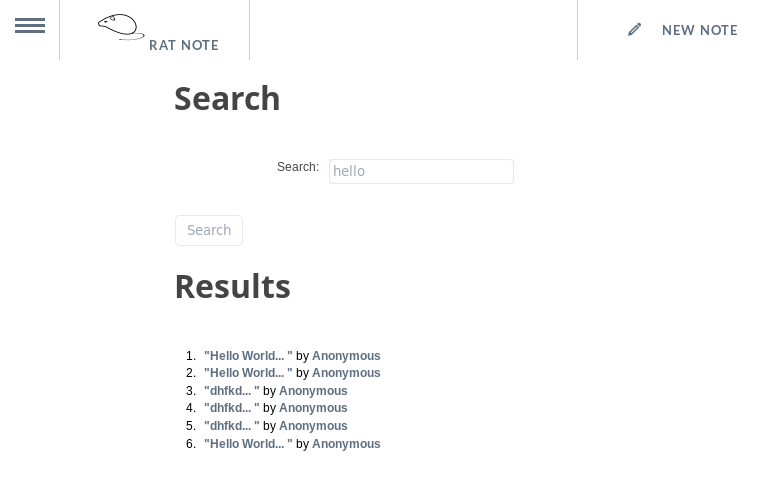 RAT NOTE
NEW NOTE
Search
Search: hello
Search
Results
1. "Hello World... " by Anonymous
2. "Hello World... " by Anonymous
3. "dhfkd... " by Anonymous
4. "dhfkd... " by Anonymous
5. "dhfkd... " by Anonymous
6. "Hello World... " by Anonymous